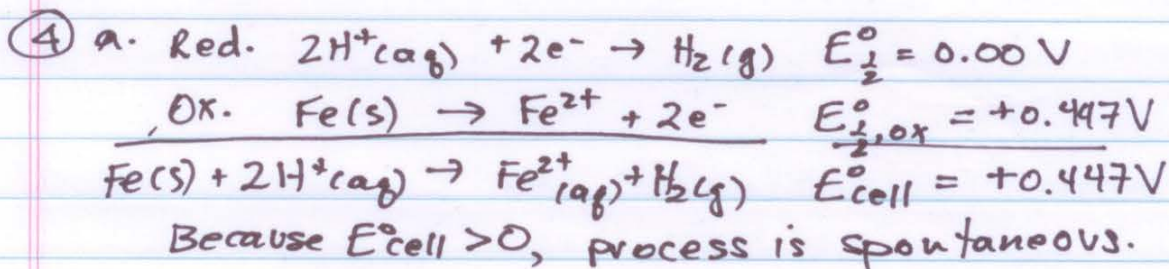 ④ a. Red. 2H⁺(aq) + 2e⁻ → H₂(g) E°½ = 0.00 V
Ox. Fe(s) → Fe²⁺ + 2e⁻ E°½,ox = +0.447V
Fe(s) + 2H⁺(aq) → Fe²⁺(aq) + H₂(g) E°cell = +0.447V
Because E°cell >0, process is spontaneous.